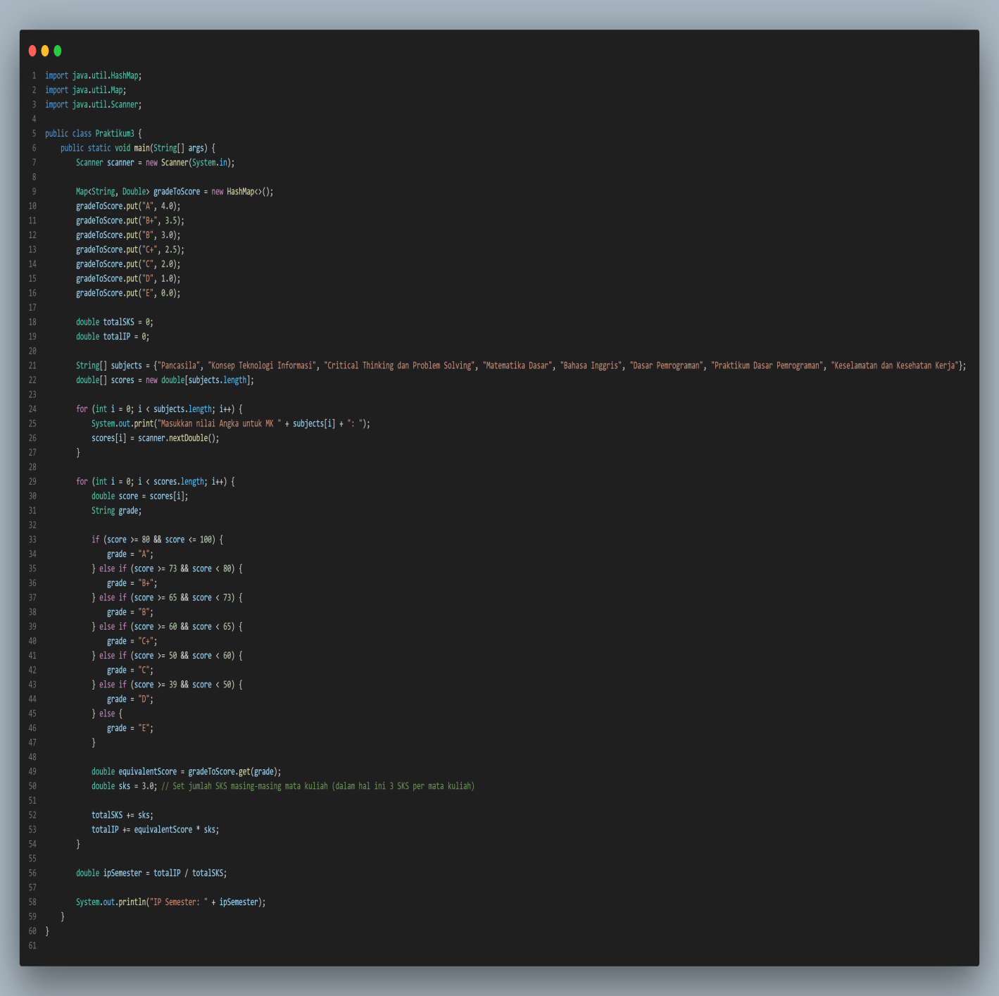 1 import java.util.HashMap;
2 import java.util.Map;
3 import java.util.Scanner;
4
5 public class Praktikum3 {
6     public static void main(String[] args) {
7         Scanner scanner = new Scanner(System.in);
8
9         Map<String, Double> gradeToScore = new HashMap<>();
10         gradeToScore.put("A", 4.0);
11         gradeToScore.put("B+", 3.5);
12         gradeToScore.put("B", 3.0);
13         gradeToScore.put("C+", 2.5);
14         gradeToScore.put("C", 2.0);
15         gradeToScore.put("D", 1.0);
16         gradeToScore.put("E", 0.0);
17
18         double totalSKS = 0;
19         double totalIP = 0;
20
21         String[] subjects = {"Pancasila", "Konsep Teknologi Informasi", "Critical Thinking dan Problem Solving", "Matematika Dasar", "Bahasa Inggris", "Dasar Pemrograman", "Praktikum Dasar Pemrograman", "Keselamatan dan Kesehatan Kerja"};
22         double[] scores = new double[subjects.length];
23
24         for (int i = 0; i < subjects.length; i++) {
25             System.out.print("Masukkan nilai Angka untuk MK " + subjects[i] + ": ");
26             scores[i] = scanner.nextDouble();
27         }
28
29         for (int i = 0; i < scores.length; i++) {
30             double score = scores[i];
31             String grade;
32
33             if (score >= 80 && score <= 100) {
34                 grade = "A";
35             } else if (score >= 73 && score < 80) {
36                 grade = "B+";
37             } else if (score >= 65 && score < 73) {
38                 grade = "B";
39             } else if (score >= 60 && score < 65) {
40                 grade = "C+";
41             } else if (score >= 50 && score < 60) {
42                 grade = "C";
43             } else if (score >= 39 && score < 50) {
44                 grade = "D";
45             } else {
46                 grade = "E";
47             }
48
49             double equivalentScore = gradeToScore.get(grade);
50             double sks = 3.0; // Set jumlah SKS masing-masing mata kuliah (dalam hal ini 3 SKS per mata kuliah)
51
52             totalSKS += sks;
53             totalIP += equivalentScore * sks;
54         }
55
56         double ipSemester = totalIP / totalSKS;
57
58         System.out.println("IP Semester: " + ipSemester);
59     }
60 }
61